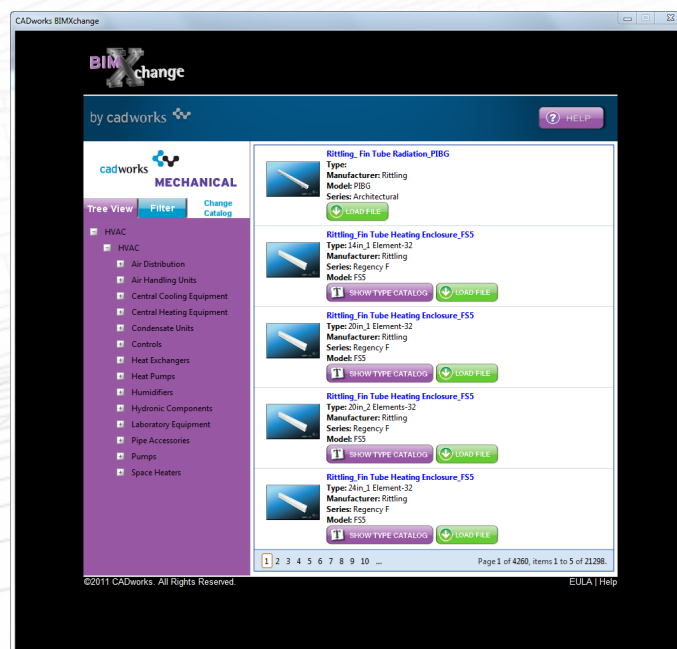 CADworks BIMXchange
BIMXchange
by cadworks
HELP
cadworks
MECHANICAL
Tree View
Filter
Change
Catalog
HVAC
HVAC
Air Distribution
Air Handling Units
Central Cooling Equipment
Central Heating Equipment
Condensate Units
Controls
Heat Exchangers
Heat Pumps
Humidifiers
Hydronic Components
Laboratory Equipment
Pipe Accessories
Pumps
Space Heaters
Rittling_ Fin Tube Radiation_PIBG
Type:
Manufacturer: Rittling
Model: PIBG
Series: Architectural
LOAD FILE
Rittling_Fin Tube Heating Enclosure_FS5
Type: 14in_1 Element-32
Manufacturer: Rittling
Series: Regency F
Model: FS5
T SHOW TYPE CATALOG LOAD FILE
Rittling_Fin Tube Heating Enclosure_FS5
Type: 20in_1 Element-32
Manufacturer: Rittling
Series: Regency F
Model: FS5
T SHOW TYPE CATALOG LOAD FILE
Rittling_Fin Tube Heating Enclosure_FS5
Type: 20in_2 Elements-32
Manufacturer: Rittling
Series: Regency F
Model: FS5
T SHOW TYPE CATALOG LOAD FILE
Rittling_Fin Tube Heating Enclosure_FS5
Type: 24in_1 Element-32
Manufacturer: Rittling
Series: Regency F
Model: FS5
T SHOW TYPE CATALOG LOAD FILE
1 2 3 4 5 6 7 8 9 10 ... Page 1 of 4260, items 1 to 5 of 21298.
©2011 CADworks. All Rights Reserved. EULA | Help